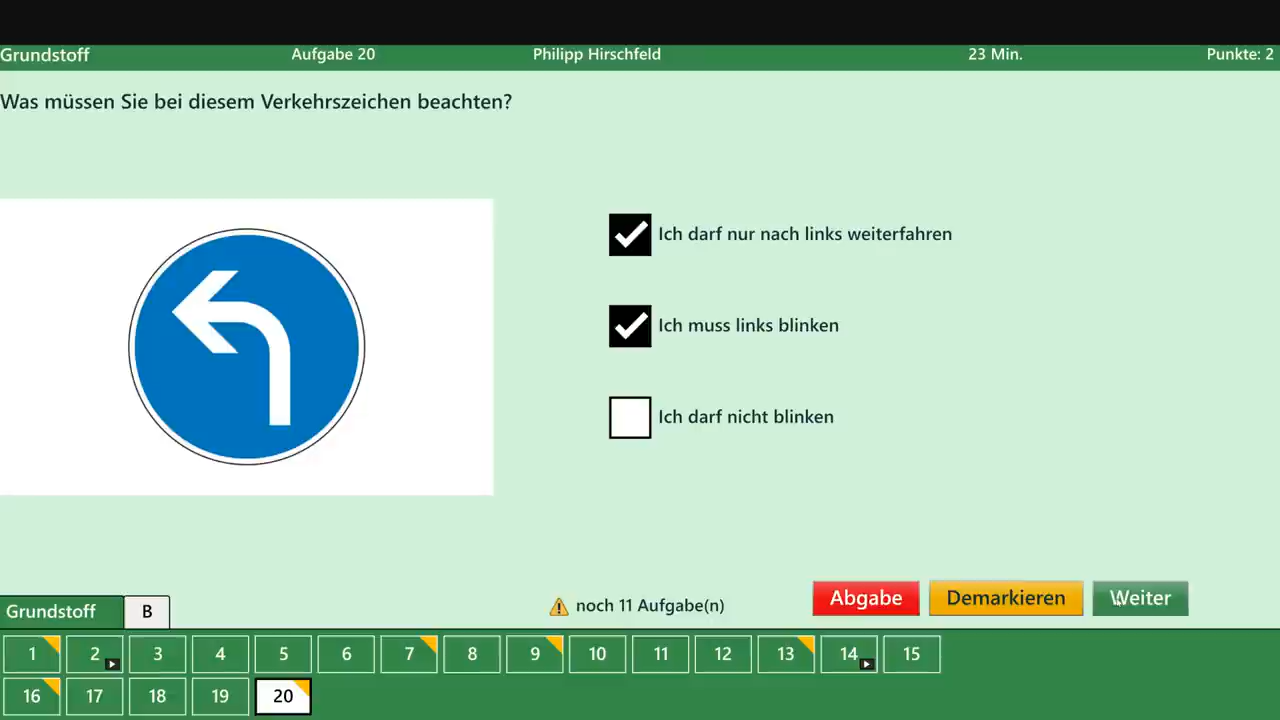 Grundstoff Aufgabe 20 Philipp Hirschfeld 23 Min. Punkte: 2
Was müssen Sie bei diesem Verkehrszeichen beachten?
Ich darf nur nach links weiterfahren
Ich muss links blinken
Ich darf nicht blinken
Grundstoff B noch 11 Aufgabe(n) Abgabe Demarkieren Weiter
1 2 3 4 5 6 7 8 9 10 11 12 13 14 15
16 17 18 19 20